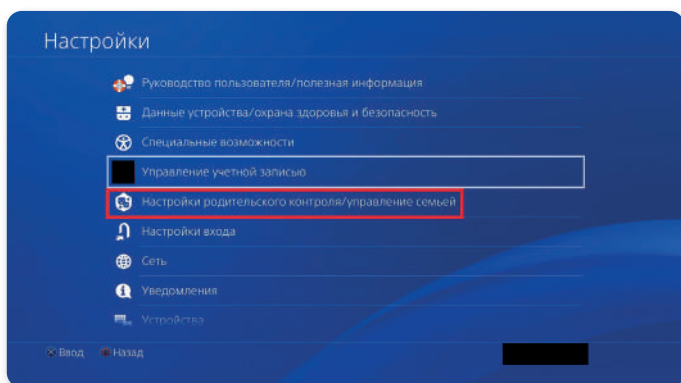 Настройки
Руководство пользователя/полезная информация
Данные устройства/охрана здоровья и безопасность
Специальные возможности
Управление учетной записью
Настройки родительского контроля/управление семьей
Настройки входа
Сеть
Уведомления
Устройства
Ввод Назад